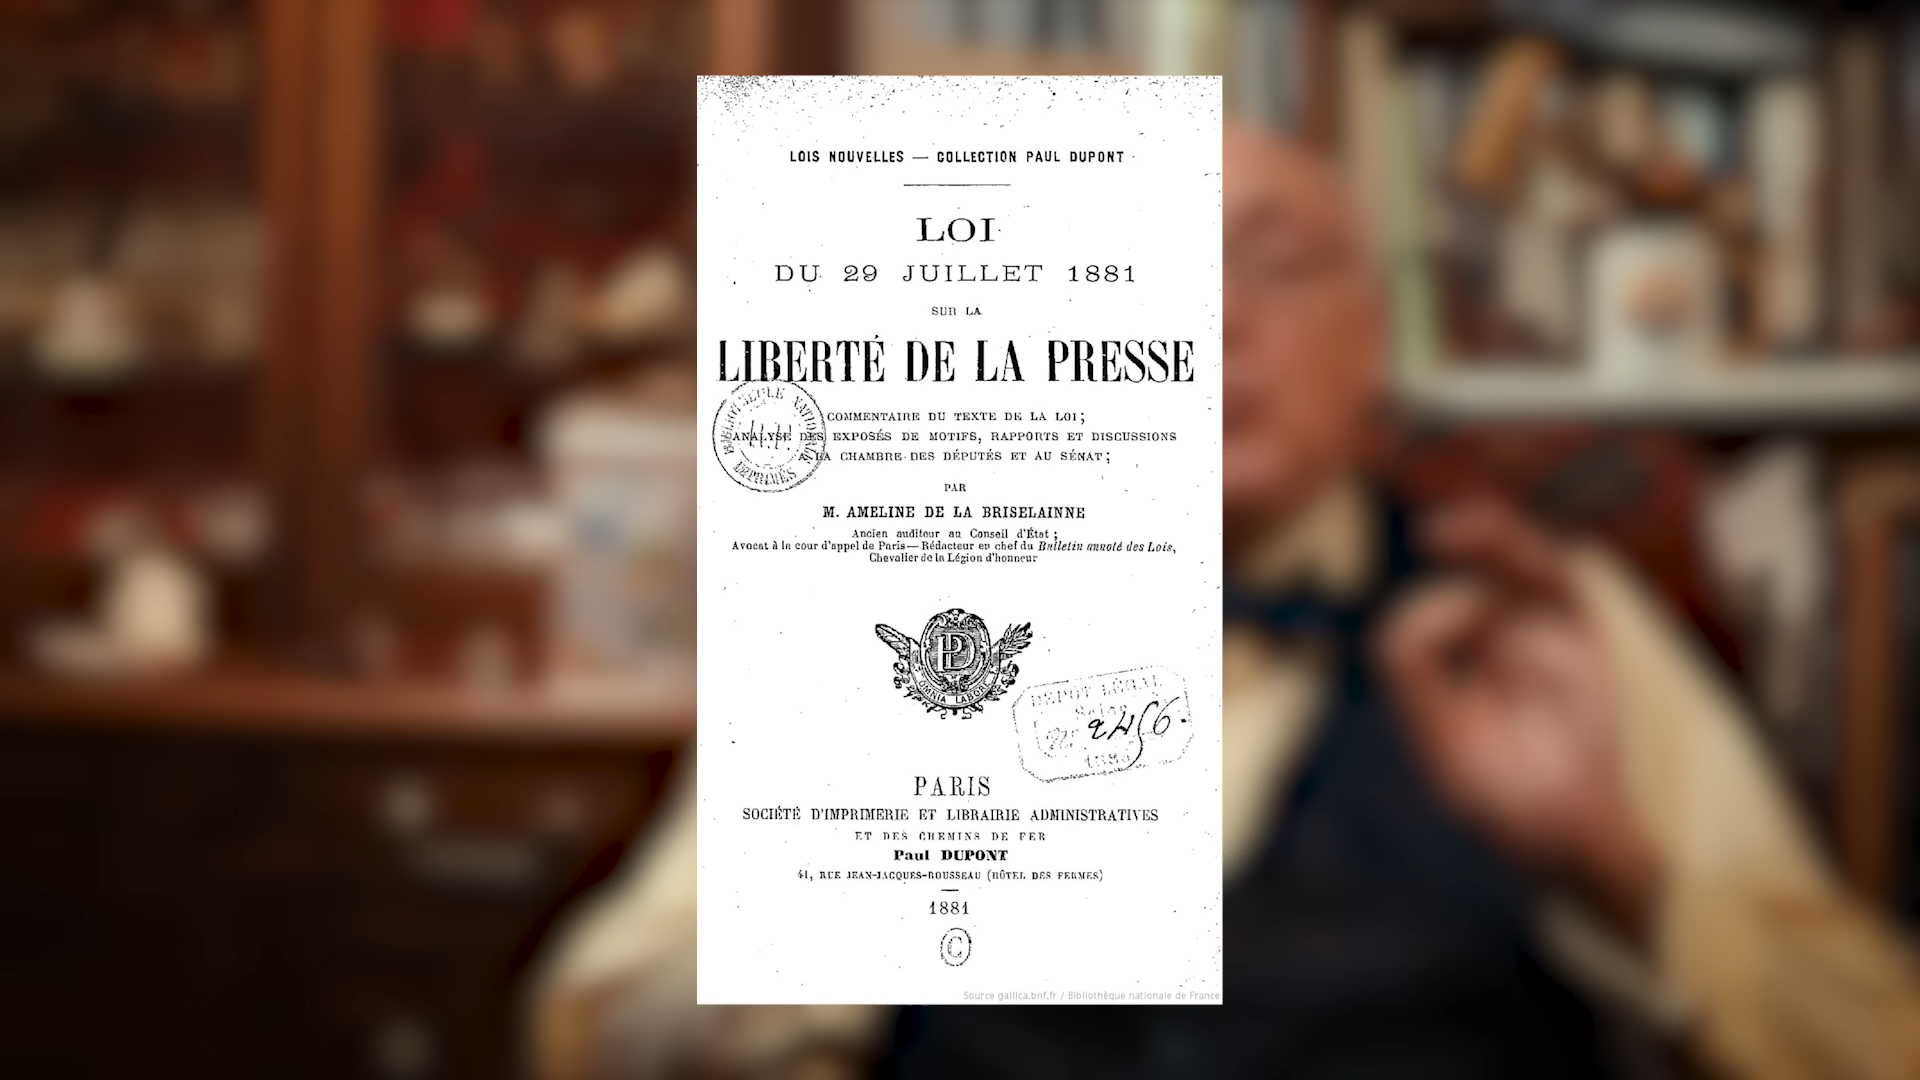 LOIS NOUVELLES — COLLECTION PAUL DUPONT
LOI
DU 29 JUILLET 1881
SUR LA
LIBERTÉ DE LA PRESSE
COMMENTAIRE DU TEXTE DE LA LOI;
ANALYSE DES EXPOSÉS DE MOTIFS, RAPPORTS ET DISCUSSIONS
A LA CHAMBRE DES DÉPUTÉS ET AU SÉNAT;
PAR
M. AMELINE DE LA BRISELAINNE
Ancien auditeur au Conseil d'État;
Avocat à la cour d'appel de Paris — Rédacteur en chef du Bulletin annoté des Lois,
Chevalier de la Légion d'honneur
PD
OMNIA LABOR
DEPOT LÉGAL
PARIS
SOCIÉTÉ D'IMPRIMERIE ET LIBRAIRIE ADMINISTRATIVES
ET DES CHEMINS DE FER
Paul DUPONT
41, RUE JEAN-JACQUES-ROUSSEAU (HÔTEL DES FERMES)
1881
C
Source gallica.bnf.fr / Bibliothèque nationale de France